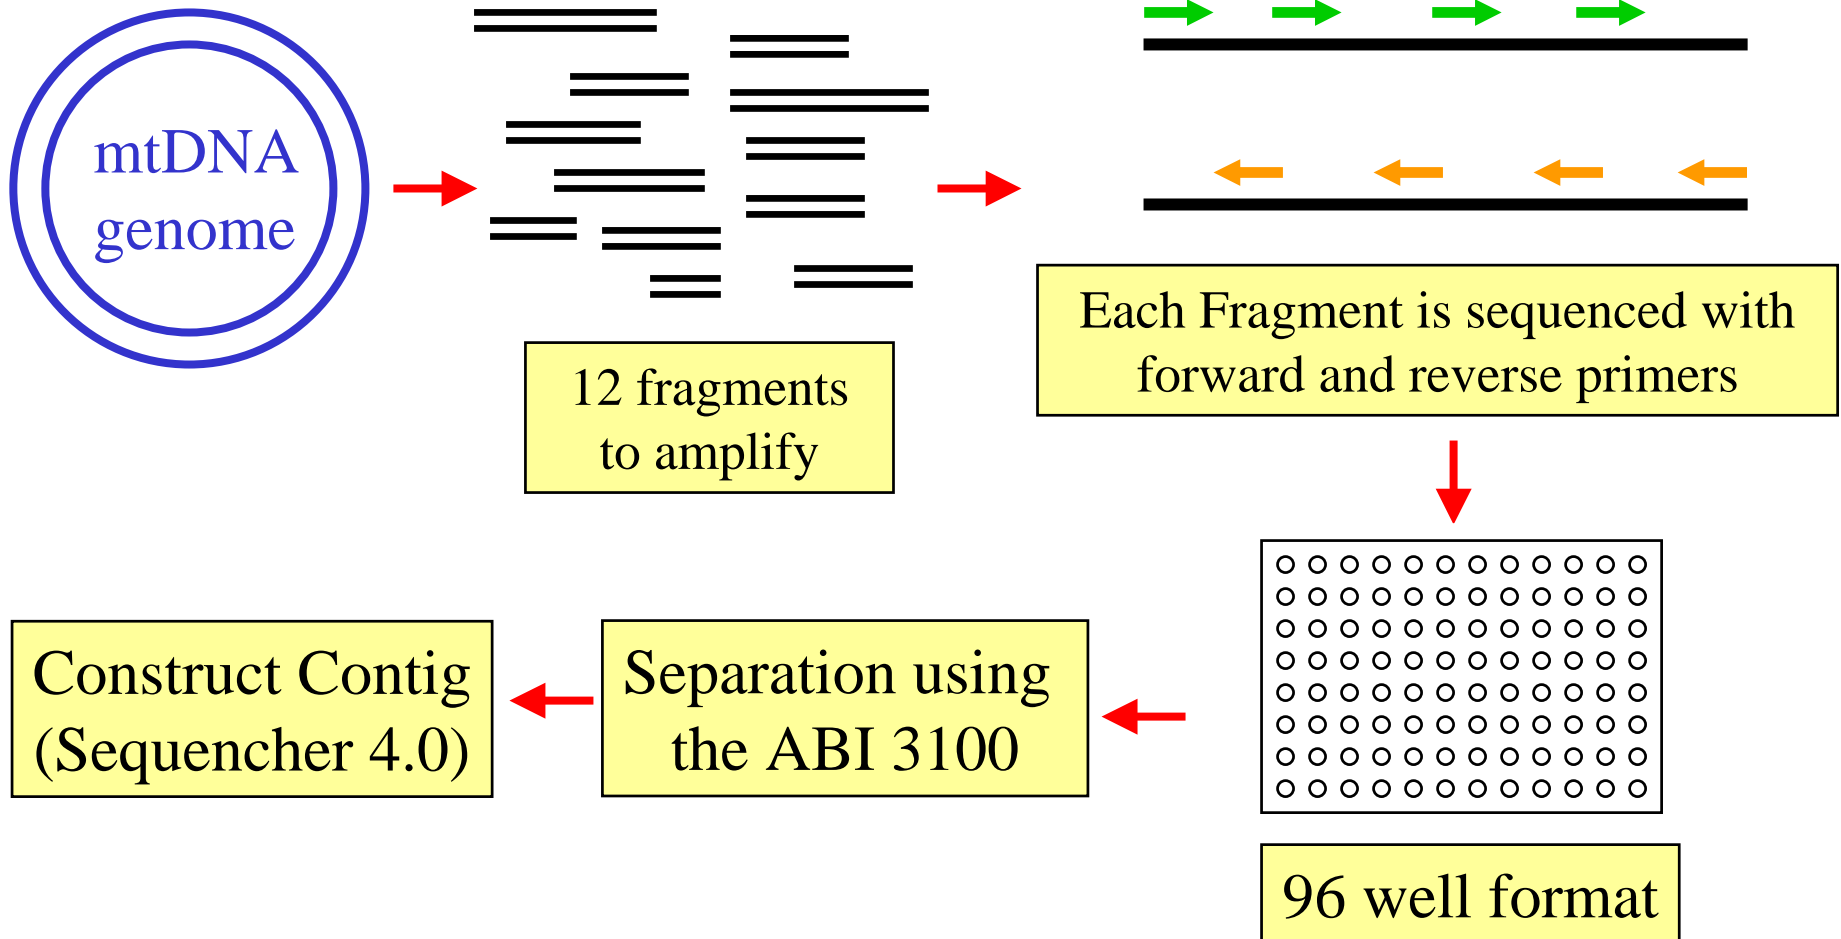 mtDNA
genome
12 fragments
to amplify
Each Fragment is sequenced with
forward and reverse primers
96 well format
Separation using
the ABI 3100
Construct Contig
(Sequencher 4.0)